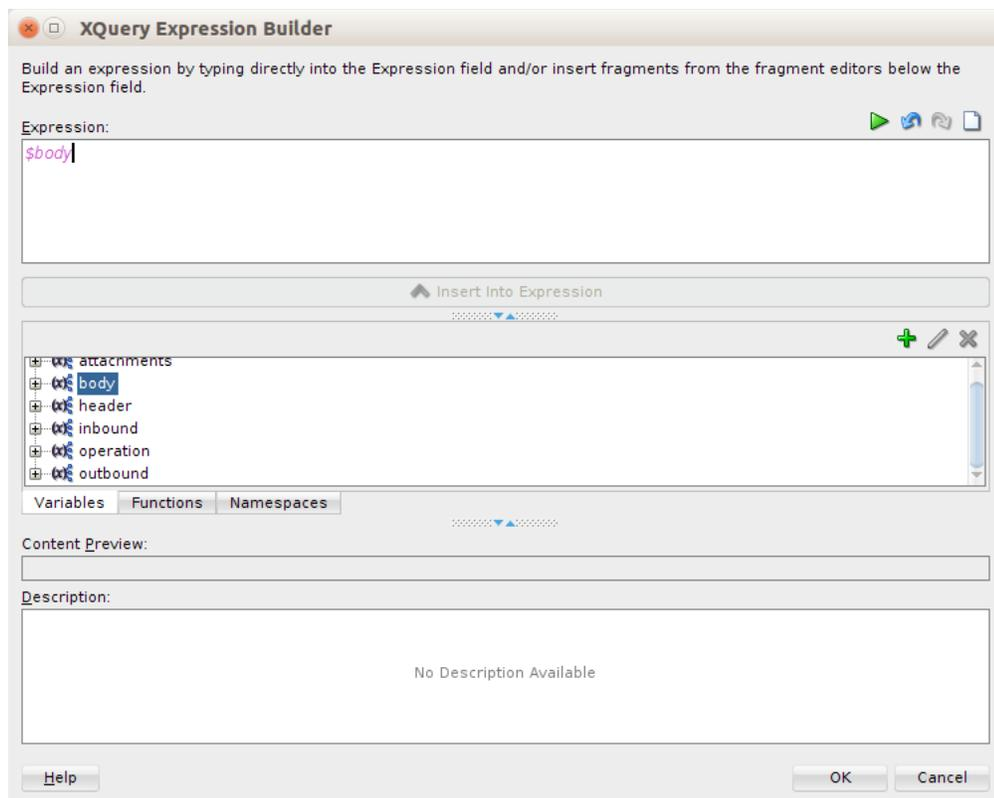 XQuery Expression Builder
Build an expression by typing directly into the Expression field and/or insert fragments from the fragment editors below the
Expression field.
Expression:
$body
Insert Into Expression
attachments
body
header
inbound
operation
outbound
Variables Functions Namespaces
Content Preview:
Description:
No Description Available
Help OK Cancel